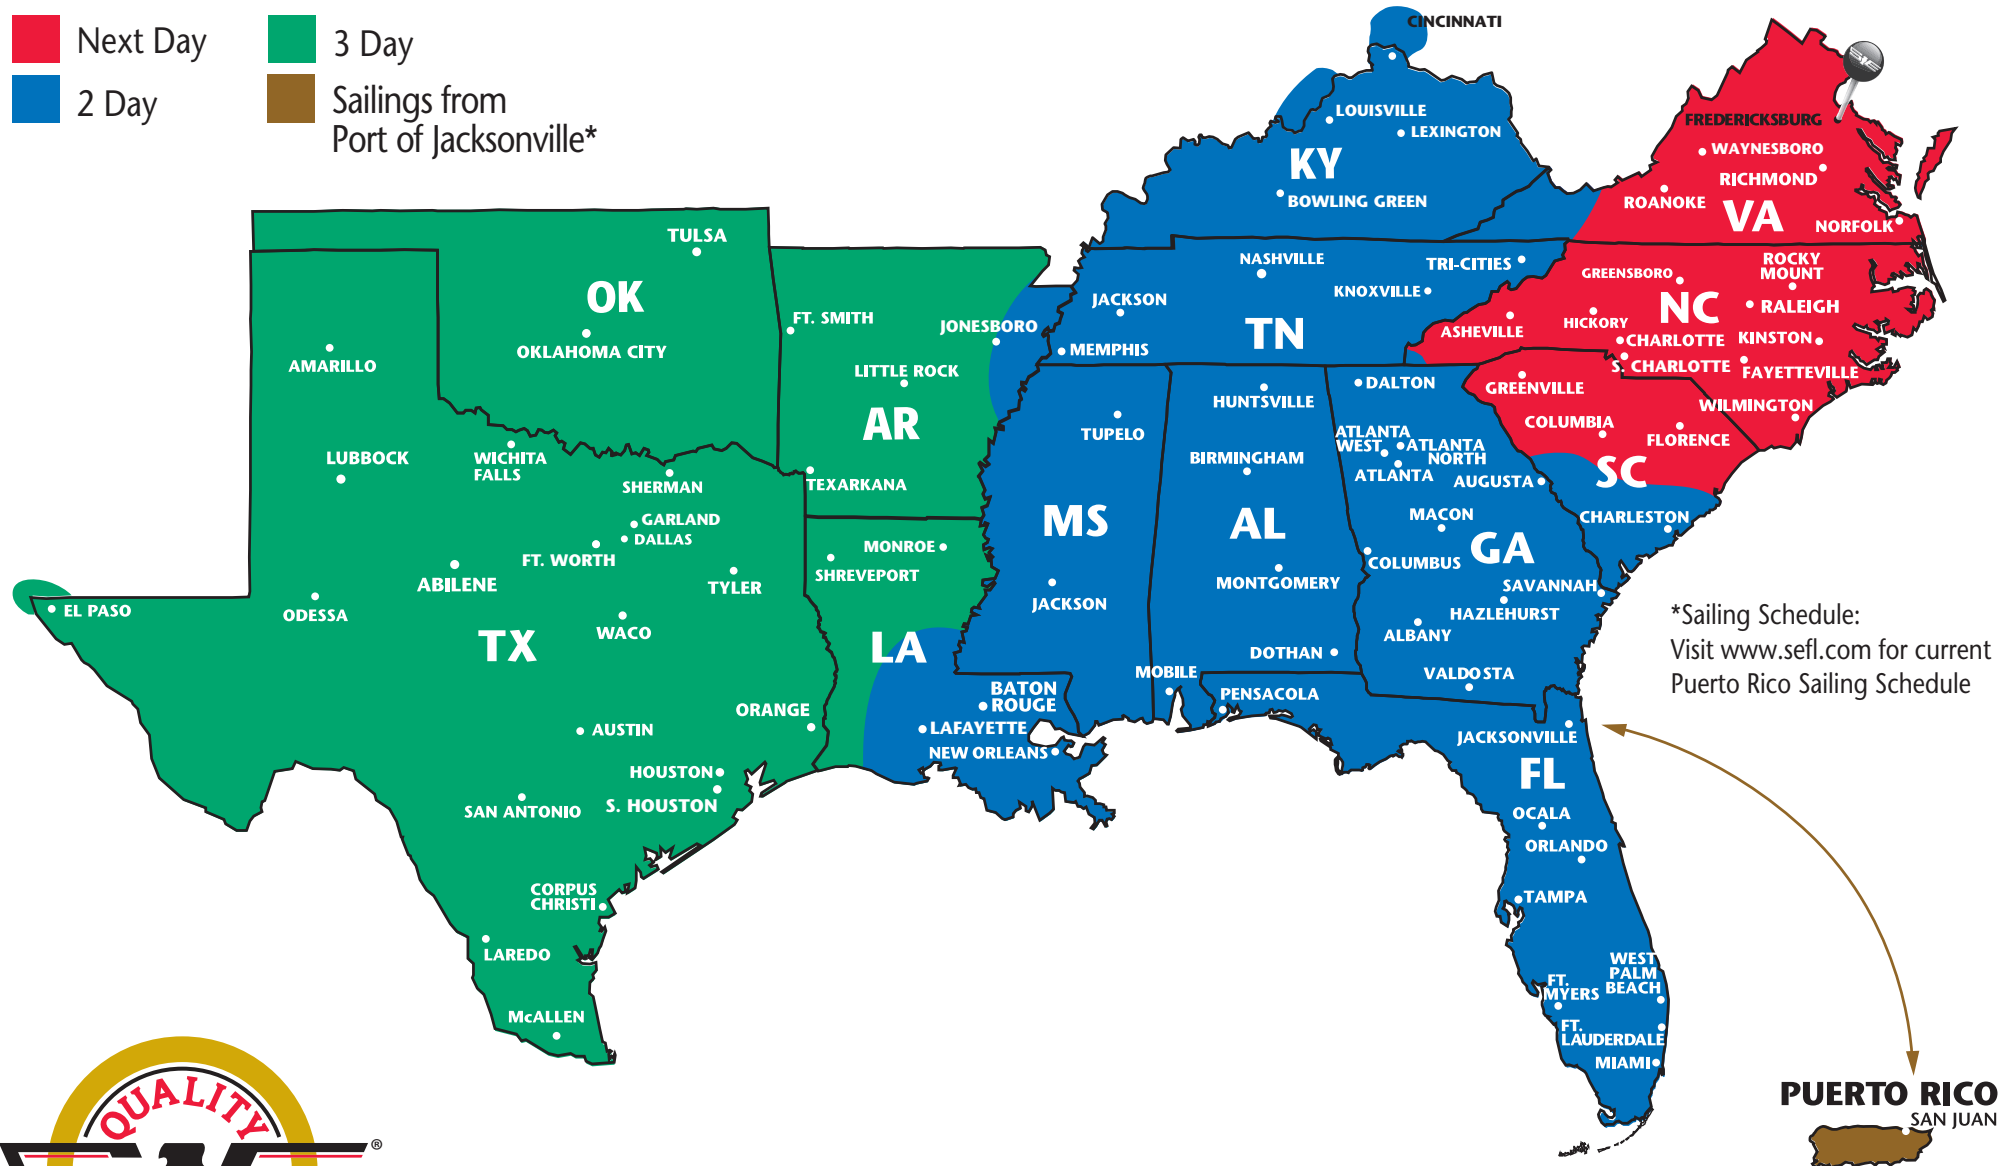 Next Day
2 Day
3 Day
Sailings from
Port of Jacksonville*
CINCINNATI
LOUISVILLE
LEXINGTON
KY
BOWLING GREEN
FREDERICKSBURG
WAYNESBORO
RICHMOND
ROANOKE
VA
NORFOLK
TULSA
OK
OKLAHOMA CITY
AMARILLO
LUBBOCK
WICHITA
FALLS
SHERMAN
GARLAND
DALLAS
FT. WORTH
ABILENE
TYLER
EL PASO
ODESSA
WACO
TX
ORANGE
AUSTIN
HOUSTON
S. HOUSTON
SAN ANTONIO
CORPUS
CHRISTI
LAREDO
McALLEN
FT. SMITH
JONESBORO
LITTLE ROCK
AR
TEXARKANA
MONROE
SHREVEPORT
LA
BATON
ROUGE
LAFAYETTE
NEW ORLEANS
NASHVILLE
TRI-CITIES
KNOXVILLE
JACKSON
TN
MEMPHIS
ROCKY
MOUNT
GREENSBORO
NC
RALEIGH
ASHEVILLE
HICKORY
CHARLOTTE
KINSTON
S. CHARLOTTE
FAYETTEVILLE
WILMINGTON
GREENVILLE
COLUMBIA
FLORENCE
SC
CHARLESTON
TUPELO
MS
JACKSON
HUNTSVILLE
BIRMINGHAM
AL
MONTGOMERY
DOTHAN
MOBILE
DALTON
ATLANTA
WEST
ATLANTA
NORTH
ATLANTA
AUGUSTA
MACON
GA
COLUMBUS
SAVANNAH
HAZLEHURST
ALBANY
VALDOSTA
PENSACOLA
JACKSONVILLE
FL
OCALA
ORLANDO
TAMPA
WEST
PALM
BEACH
FT.
MYERS
FT.
LAUDERDALE
MIAMI
*Sailing Schedule:
Visit www.sefl.com for current
Puerto Rico Sailing Schedule
PUERTO RICO
SAN JUAN
QUALITY
®